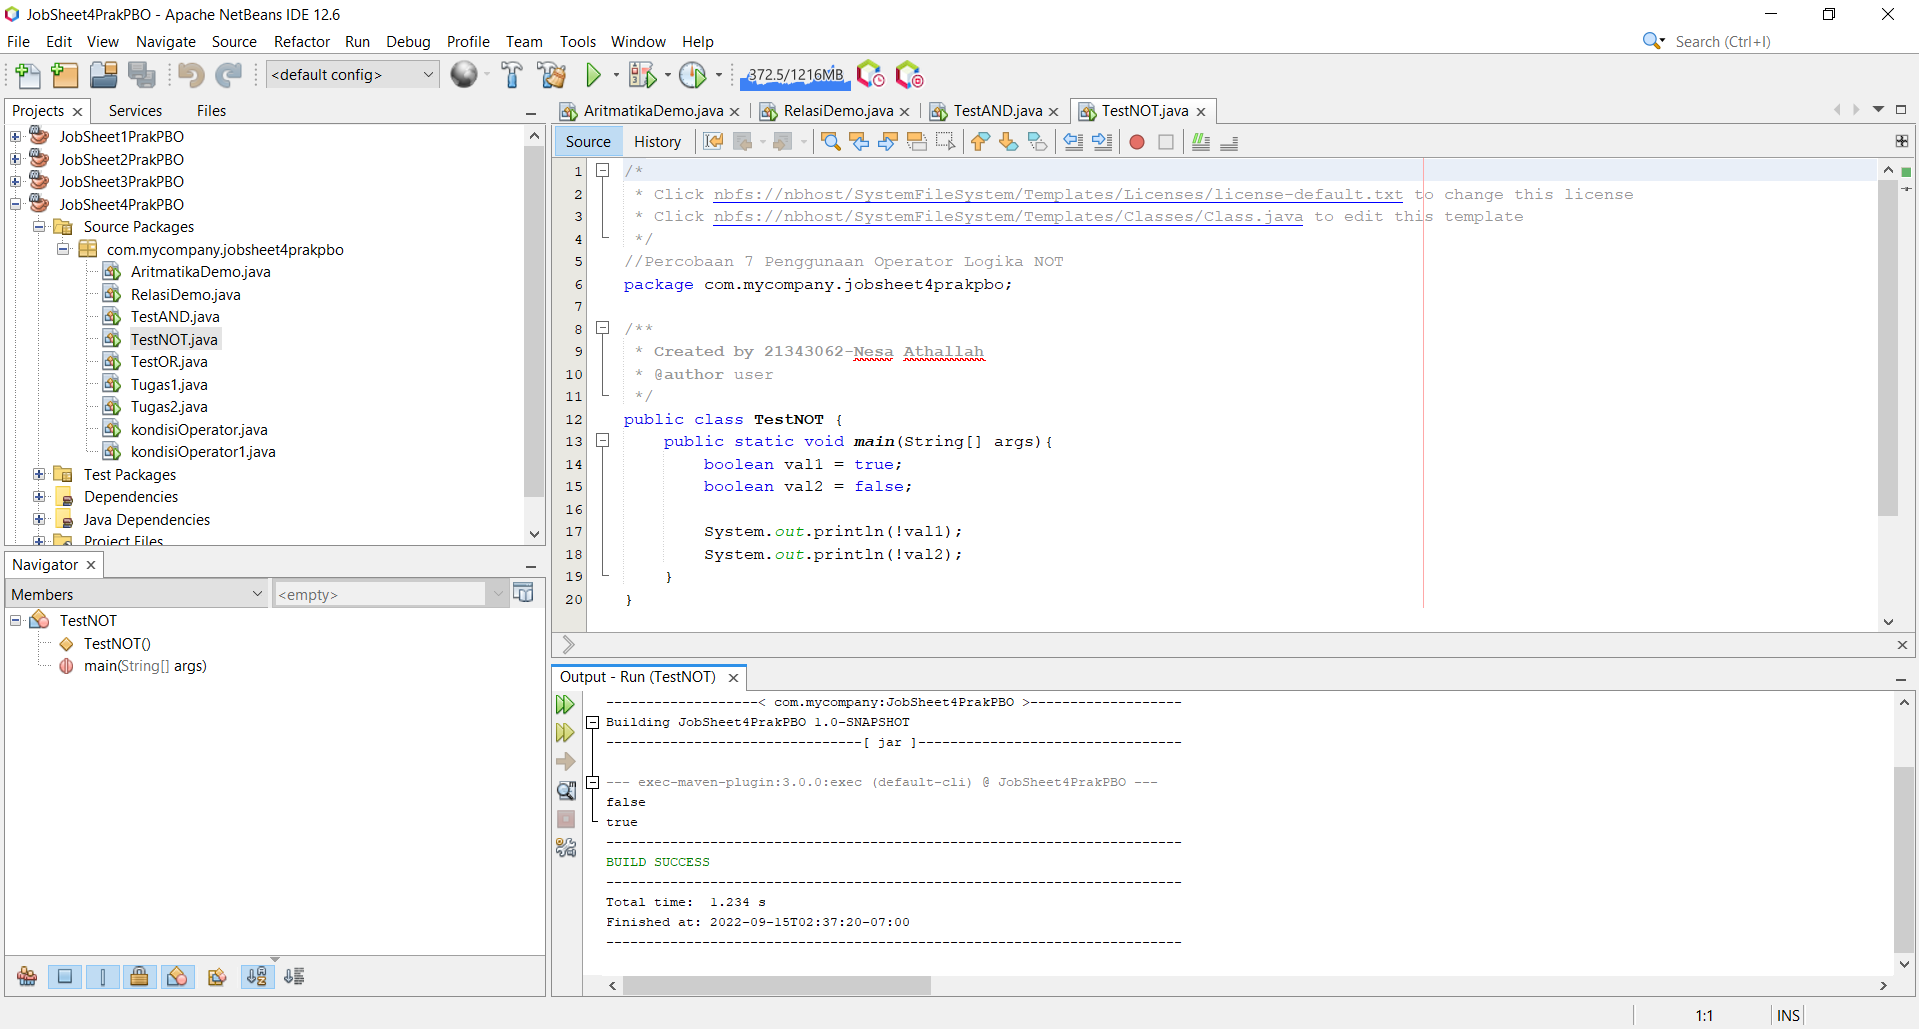 JobSheet4PrakPBO - Apache NetBeans IDE 12.6
File Edit View Navigate Source Refactor Run Debug Profile Team Tools Window Help
Search (Ctrl+I)
<default config>
372.5/1216MB
Projects Services Files
JobSheet1PrakPBO
JobSheet2PrakPBO
JobSheet3PrakPBO
JobSheet4PrakPBO
Source Packages
com.mycompany.jobsheet4prakpbo
AritmatikaDemo.java
RelasiDemo.java
TestAND.java
TestNOT.java
TestOR.java
Tugas1.java
Tugas2.java
kondisiOperator.java
kondisiOperator1.java
Test Packages
Dependencies
Java Dependencies
Project Files
Navigator
Members
<empty>
TestNOT
TestNOT()
main(String[] args)
AritmatikaDemo.java RelasiDemo.java TestAND.java TestNOT.java
Source History
1 /*
2 * Click nbfs://nbhost/SystemFileSystem/Templates/Licenses/license-default.txt to change this license
3 * Click nbfs://nbhost/SystemFileSystem/Templates/Classes/Class.java to edit this template
4 */
5 //Percobaan 7 Penggunaan Operator Logika NOT
6 package com.mycompany.jobsheet4prakpbo;
7
8 /**
9 * Created by 21343062-Nesa Athallah
10 * @author user
11 */
12 public class TestNOT {
13 public static void main(String[] args){
14 boolean val1 = true;
15 boolean val2 = false;
16
17 System.out.println(!val1);
18 System.out.println(!val2);
19 }
20 }
Output - Run (TestNOT)
-------------------< com.mycompany:JobSheet4PrakPBO >-------------------
Building JobSheet4PrakPBO 1.0-SNAPSHOT
--------------------------------[ jar ]---------------------------------
--- exec-maven-plugin:3.0.0:exec (default-cli) @ JobSheet4PrakPBO ---
false
true
------------------------------------------------------------------------
BUILD SUCCESS
------------------------------------------------------------------------
Total time: 1.234 s
Finished at: 2022-09-15T02:37:20-07:00
------------------------------------------------------------------------
1:1 INS